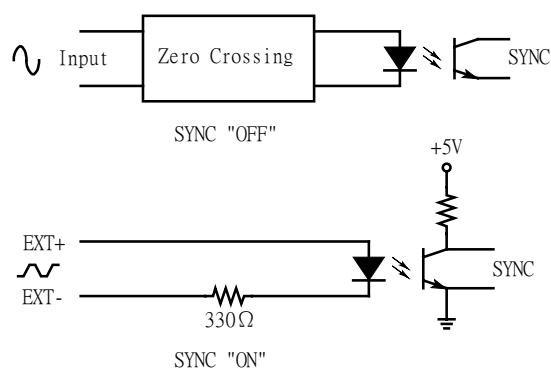 Input
Zero Crossing
SYNC
SYNC "OFF"
+5V
EXT+
EXT-
SYNC
330Ω
SYNC "ON"